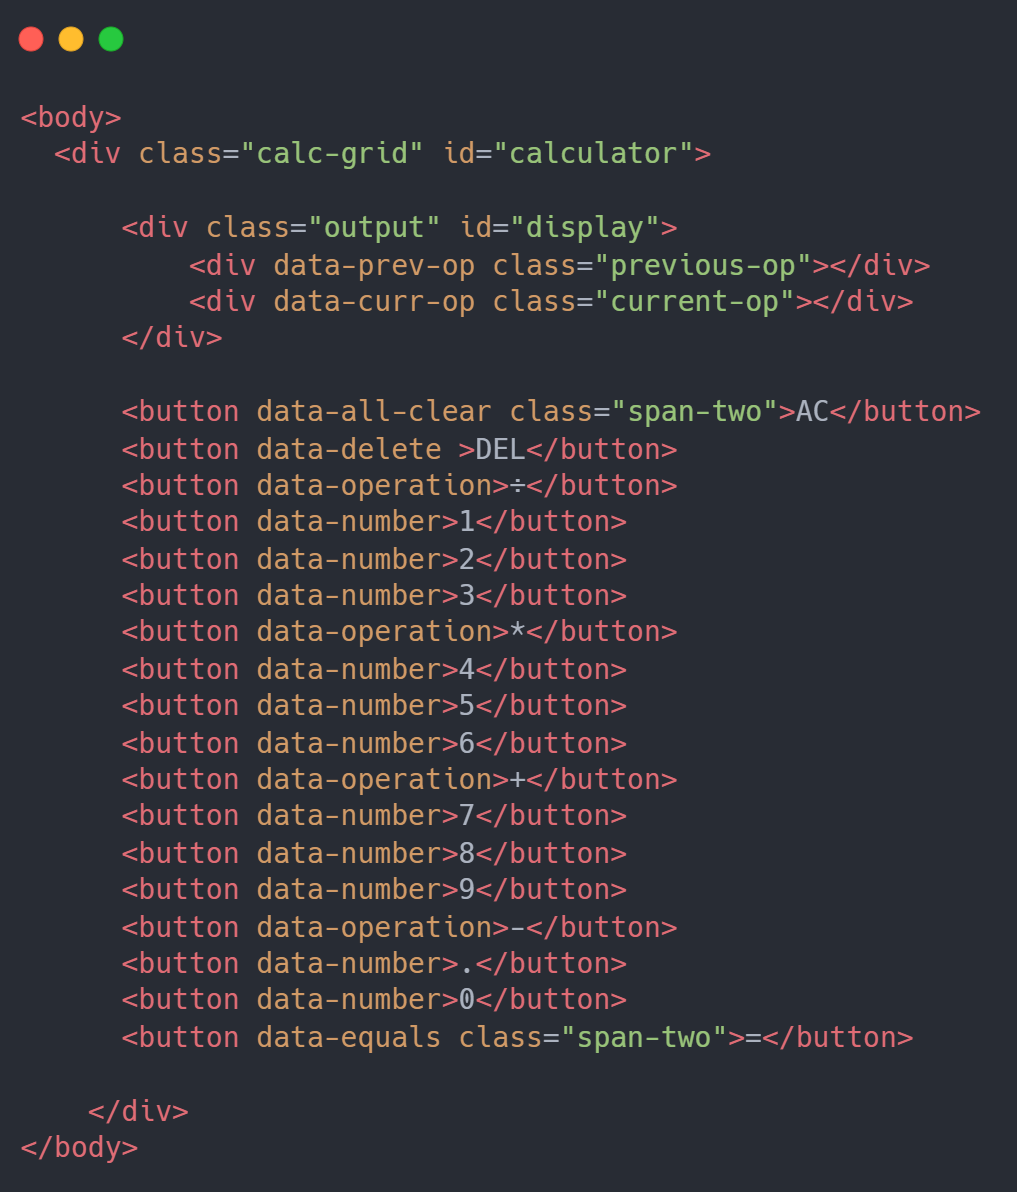 <body>
  <div class="calc-grid" id="calculator">

      <div class="output" id="display">
          <div data-prev-op class="previous-op"></div>
          <div data-curr-op class="current-op"></div>
      </div>

      <button data-all-clear class="span-two">AC</button>
      <button data-delete >DEL</button>
      <button data-operation>÷</button>
      <button data-number>1</button>
      <button data-number>2</button>
      <button data-number>3</button>
      <button data-operation>*</button>
      <button data-number>4</button>
      <button data-number>5</button>
      <button data-number>6</button>
      <button data-operation>+</button>
      <button data-number>7</button>
      <button data-number>8</button>
      <button data-number>9</button>
      <button data-operation>-</button>
      <button data-number>.</button>
      <button data-number>0</button>
      <button data-equals class="span-two">=</button>

    </div>
</body>